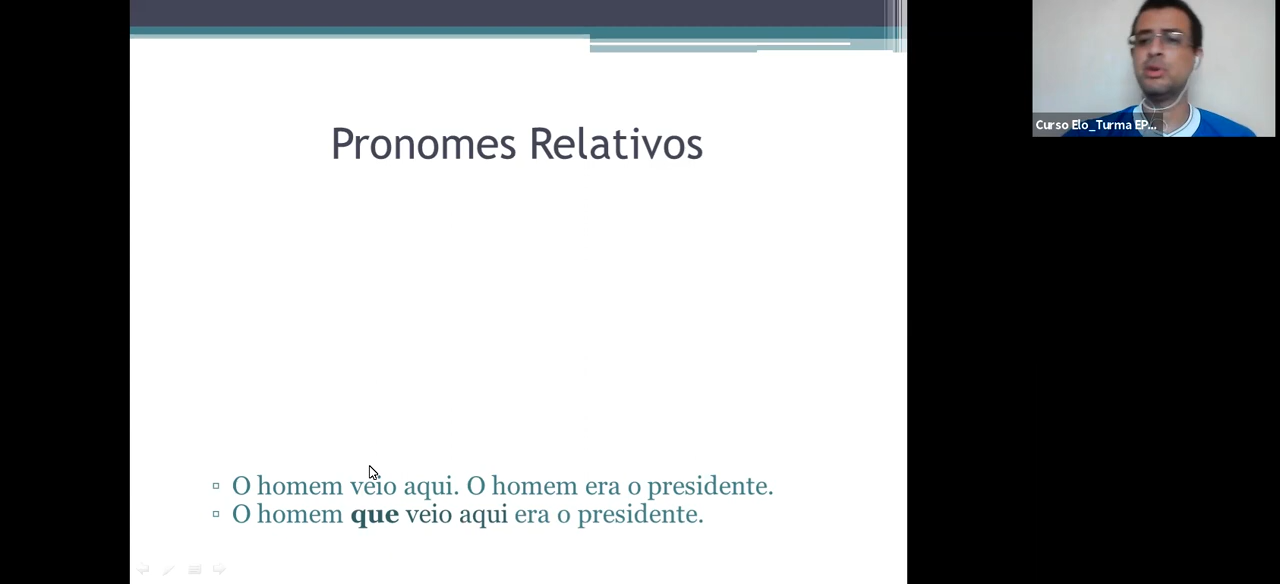 Pronomes Relativos
Curso Elo_Turma EP...
O homem veio aqui. O homem era o presidente.
O homem que veio aqui era o presidente.